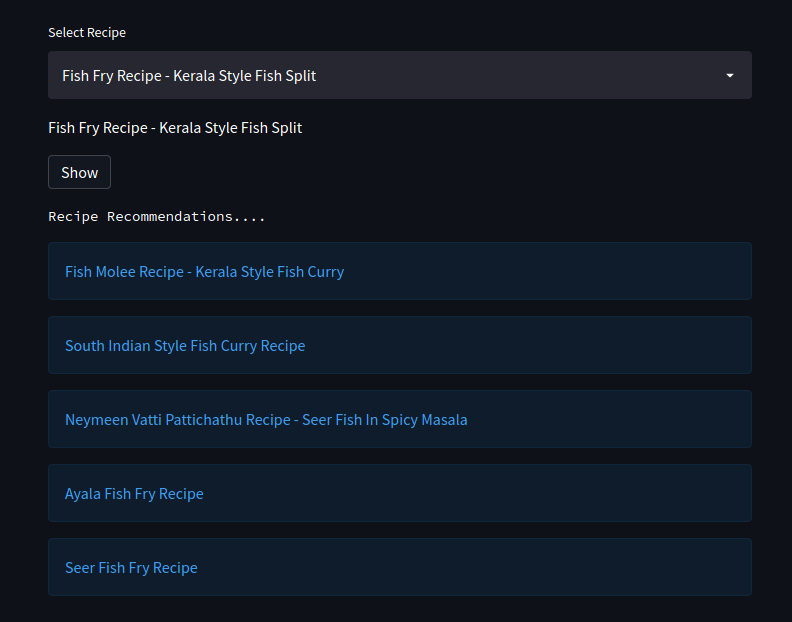 Select Recipe
Fish Fry Recipe - Kerala Style Fish Split
Fish Fry Recipe - Kerala Style Fish Split
Show
Recipe Recommendations....
Fish Molee Recipe - Kerala Style Fish Curry
South Indian Style Fish Curry Recipe
Neymeen Vatti Pattichathu Recipe - Seer Fish In Spicy Masala
Ayala Fish Fry Recipe
Seer Fish Fry Recipe